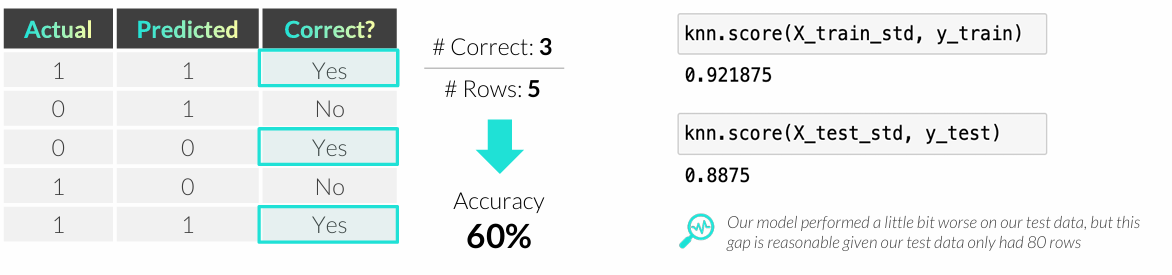 Actual Predicted Correct?
1 1 Yes
0 1 No
0 0 Yes
1 0 No
1 1 Yes
# Correct: 3
# Rows: 5
Accuracy
60%
knn.score(X_train_std, y_train)
0.921875
knn.score(X_test_std, y_test)
0.8875
Our model performed a little bit worse on our test data, but this
gap is reasonable given our test data only had 80 rows